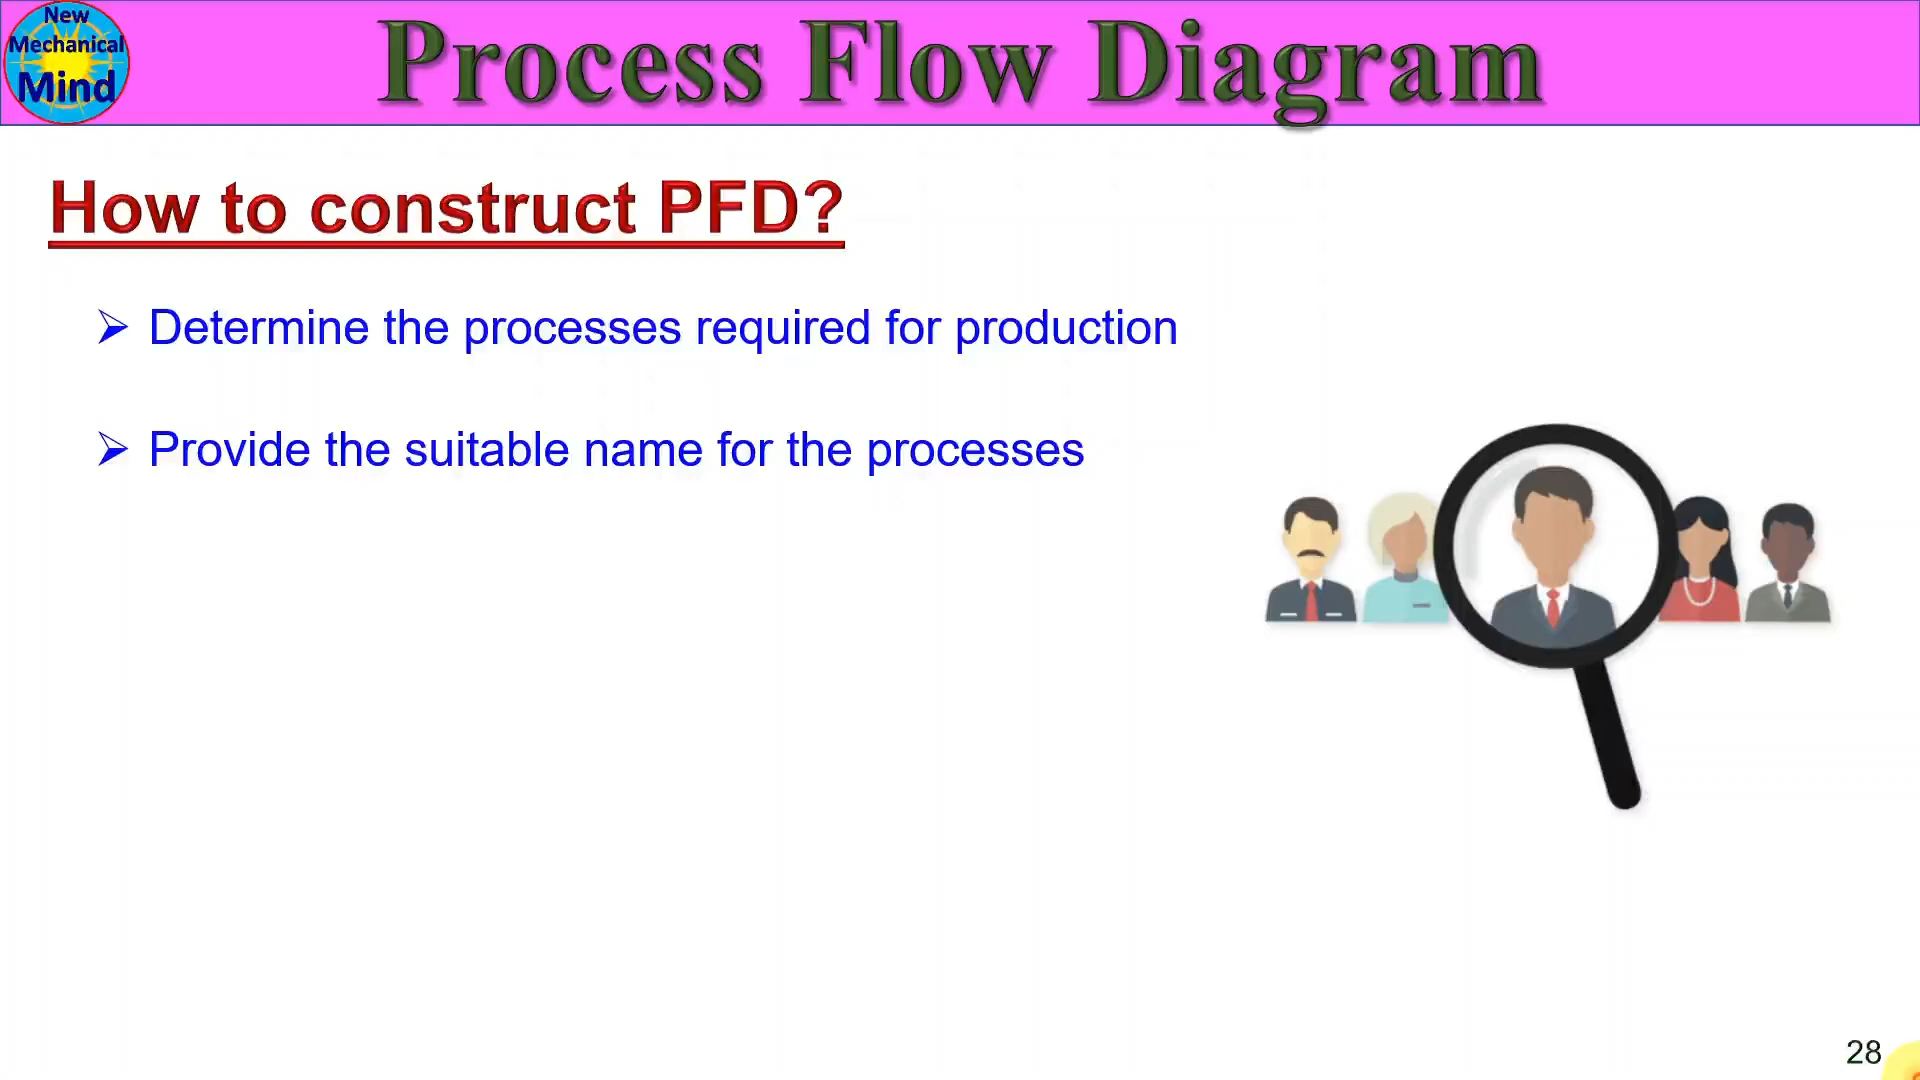 New
Mechanical
Mind
Process Flow Diagram
How to construct PFD?
Determine the processes required for production
Provide the suitable name for the processes
28